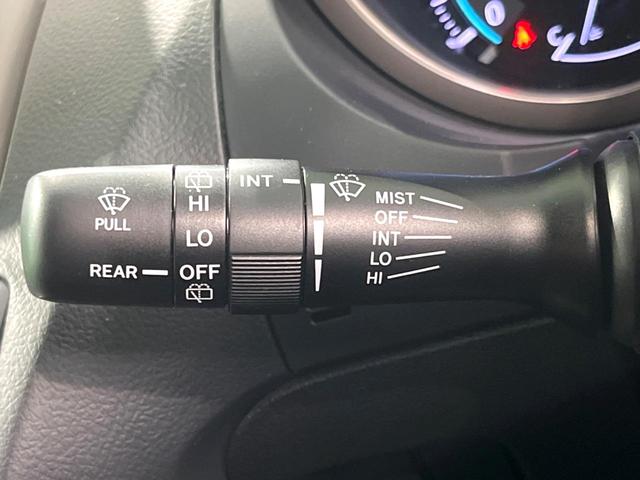 PULL
REAR
HI
LO
OFF
INT
MIST
OFF
INT
LO
HI